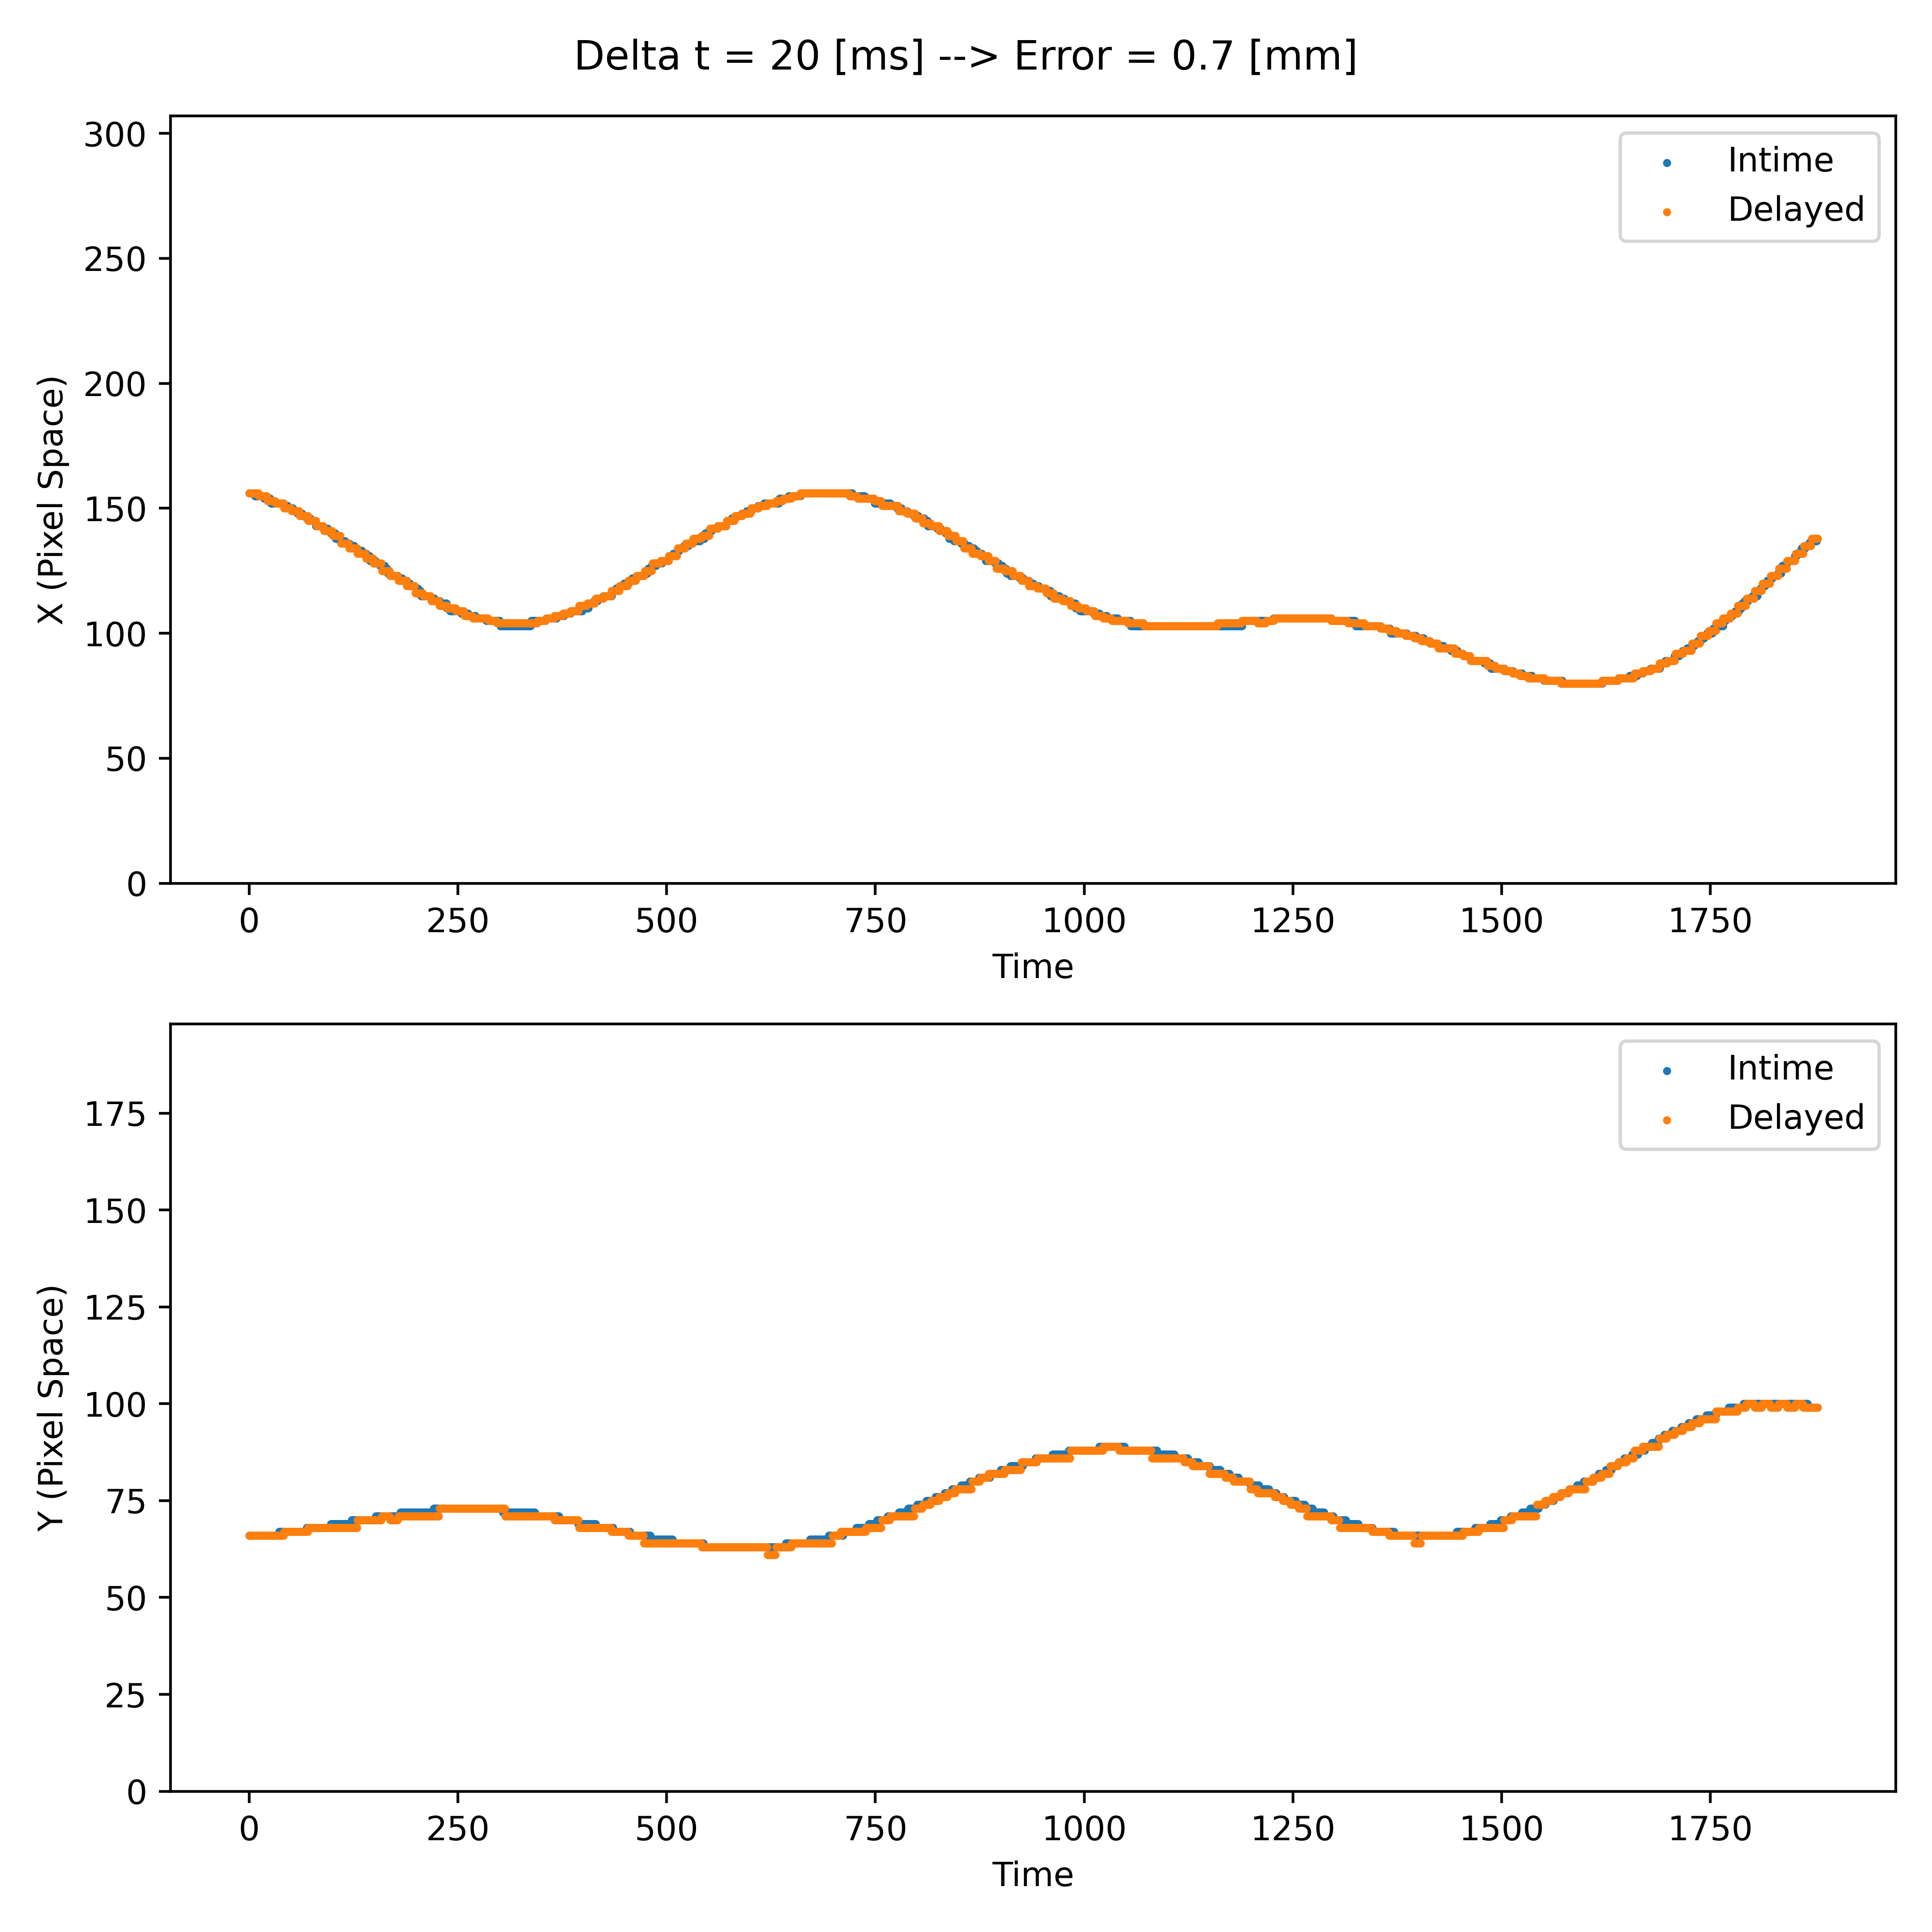 Delta t = 20 [ms] --> Error = 0.7 [mm]
300
250
200
150
100
50
0
X (Pixel Space)
Intime
Delayed
0 250 500 750 1000 1250 1500 1750
Time
175
150
125
100
75
50
25
0
Y (Pixel Space)
Intime
Delayed
0 250 500 750 1000 1250 1500 1750
Time